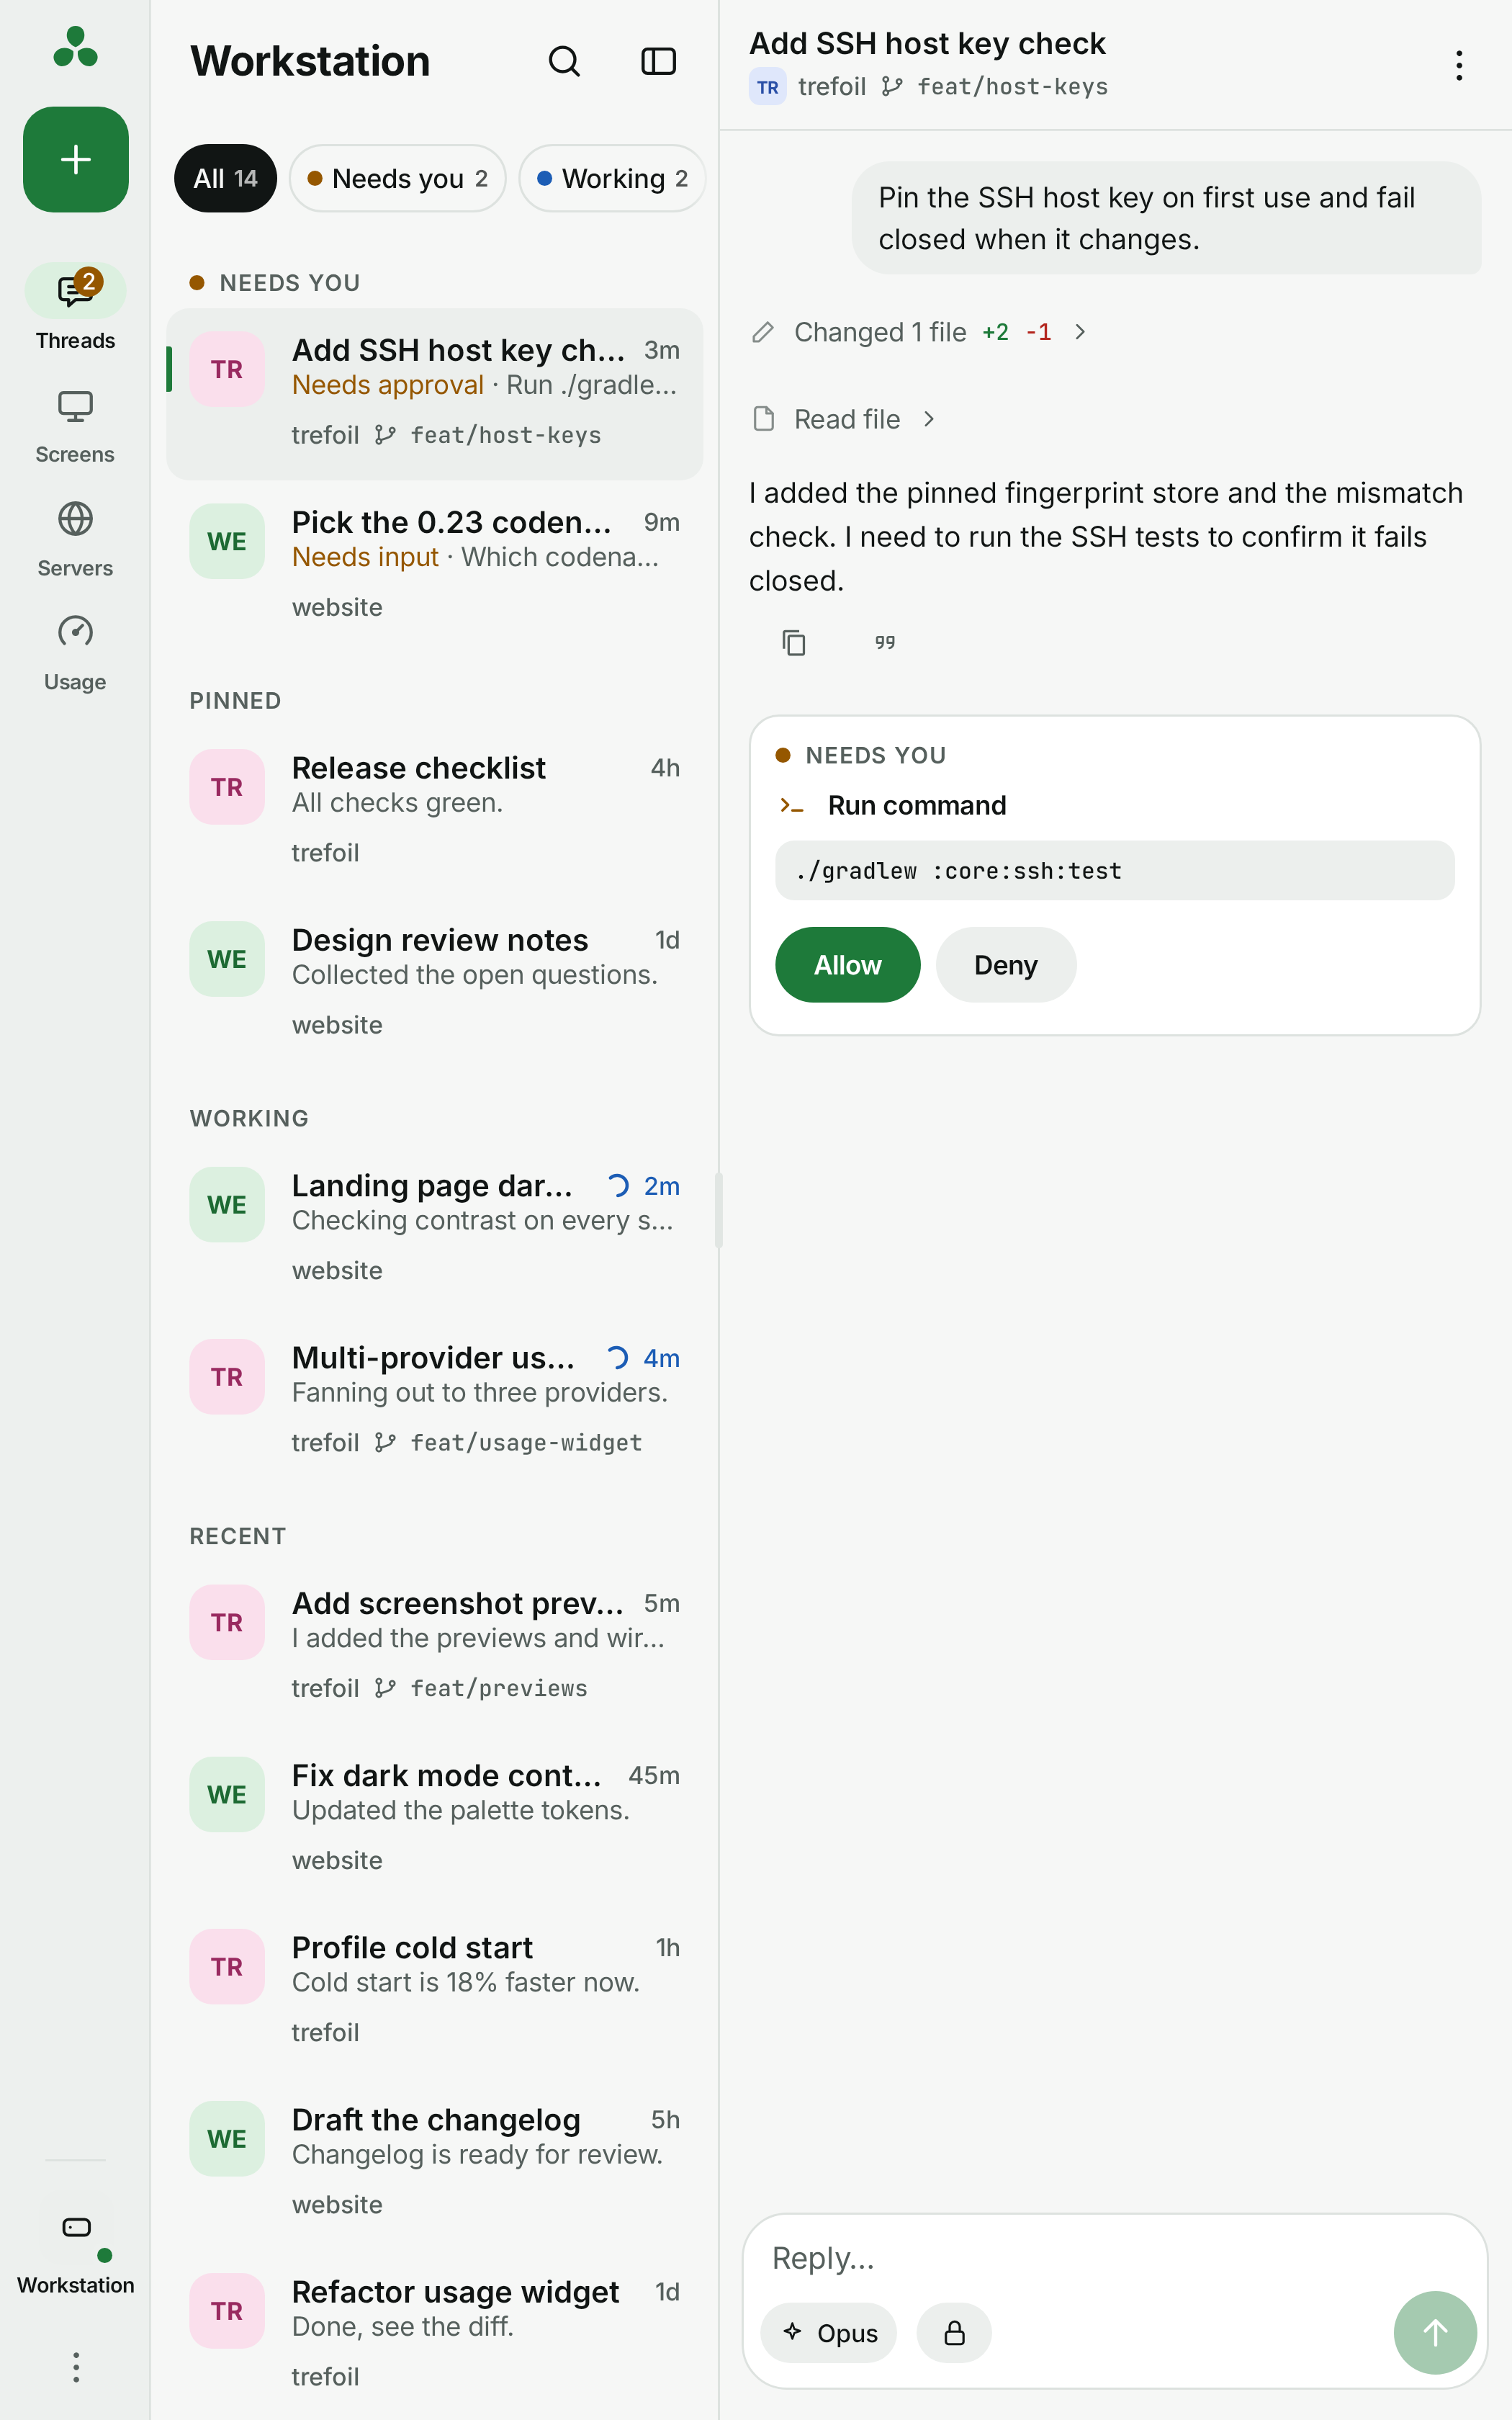 2
Threads
Screens
Servers
Usage
Workstation
Workstation
All 14
Needs you 2
Working 2
NEEDS YOU
TR
Add SSH host key ch... 3m
Needs approval · Run ./gradle...
trefoil feat/host-keys
WE
Pick the 0.23 coden... 9m
Needs input · Which codena...
website
PINNED
TR
Release checklist 4h
All checks green.
trefoil
WE
Design review notes 1d
Collected the open questions.
website
WORKING
WE
Landing page dar... 2m
Checking contrast on every s...
website
TR
Multi-provider us... 4m
Fanning out to three providers.
trefoil feat/usage-widget
RECENT
TR
Add screenshot prev... 5m
I added the previews and wir...
trefoil feat/previews
WE
Fix dark mode cont... 45m
Updated the palette tokens.
website
TR
Profile cold start 1h
Cold start is 18% faster now.
trefoil
WE
Draft the changelog 5h
Changelog is ready for review.
website
TR
Refactor usage widget 1d
Done, see the diff.
trefoil
Add SSH host key check
TR trefoil feat/host-keys
Pin the SSH host key on first use and fail
closed when it changes.
Changed 1 file +2 -1
Read file
I added the pinned fingerprint store and the mismatch
check. I need to run the SSH tests to confirm it fails
closed.
NEEDS YOU
Run command
./gradlew :core:ssh:test
Allow
Deny
Reply...
Opus